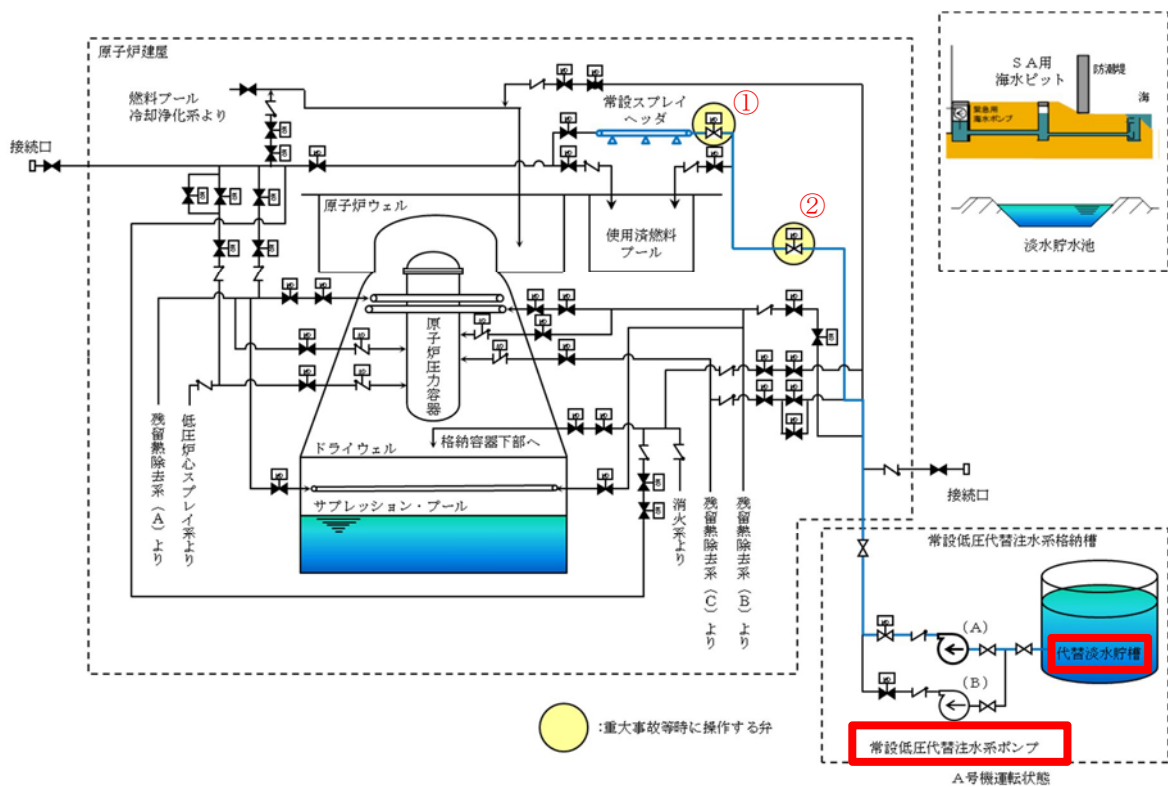 原子炉建屋
燃料プール
冷却浄化系より
接続口
常設スプレイ
ヘッダ
①
②
ＳＡ用
海水ピット
防潮堤
海
緊急用
海水ポンプ
淡水貯水池
原子炉ウェル
使用済燃料
プール
原子炉圧力容器
ドライウェル
格納容器下部へ
サプレッション・プール
残留熱除去系（Ａ）より
低圧炉心スプレイ系より
消火系より
残留熱除去系（Ｃ）より
残留熱除去系（Ｂ）より
接続口
常設低圧代替注水系格納槽
（Ａ）
（Ｂ）
代替淡水貯槽
常設低圧代替注水系ポンプ
Ａ号機運転状態
:重大事故等時に操作する弁